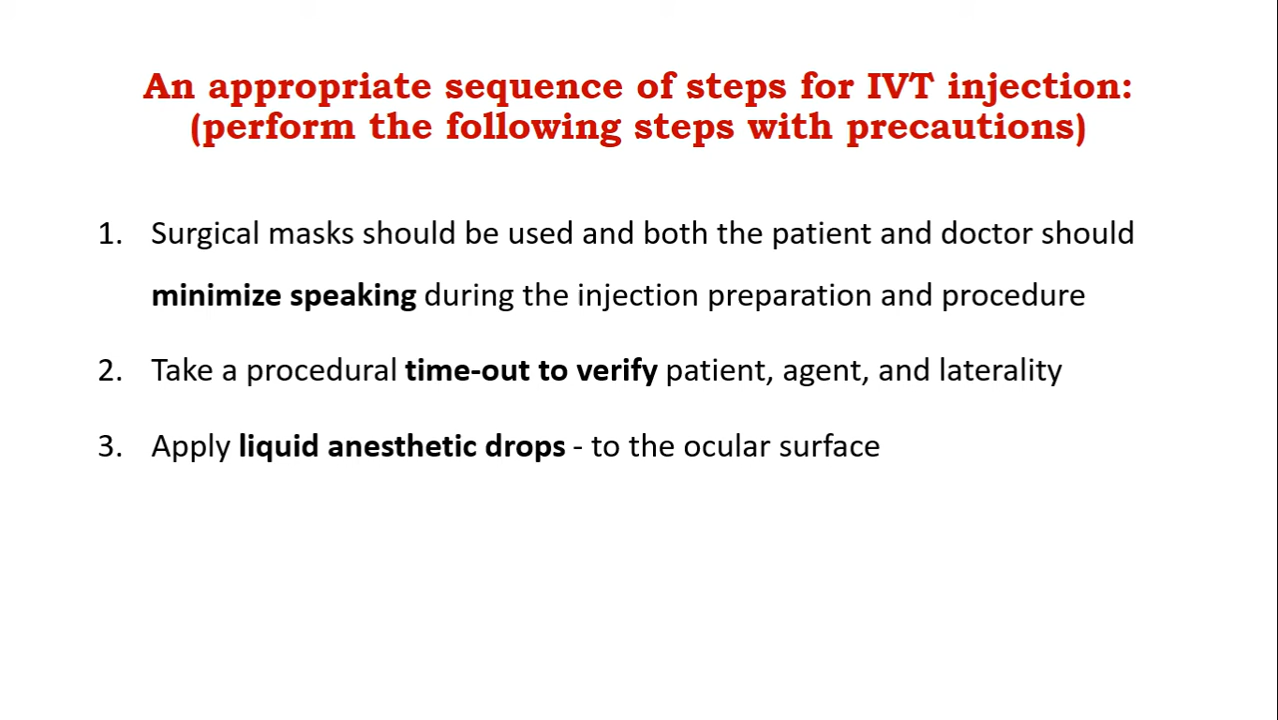 An appropriate sequence of steps for IVT injection:
(perform the following steps with precautions)
1. Surgical masks should be used and both the patient and doctor should
minimize speaking during the injection preparation and procedure
2. Take a procedural time-out to verify patient, agent, and laterality
3. Apply liquid anesthetic drops - to the ocular surface